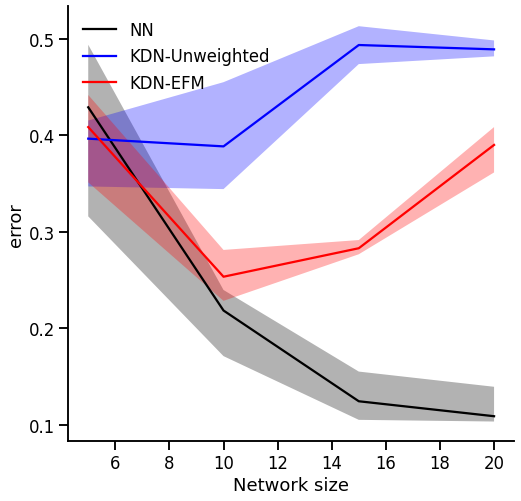 NN
KDN-Unweighted
KDN-EFM
0.5
0.4
0.3
0.2
0.1
error
6 8 10 12 14 16 18 20
Network size